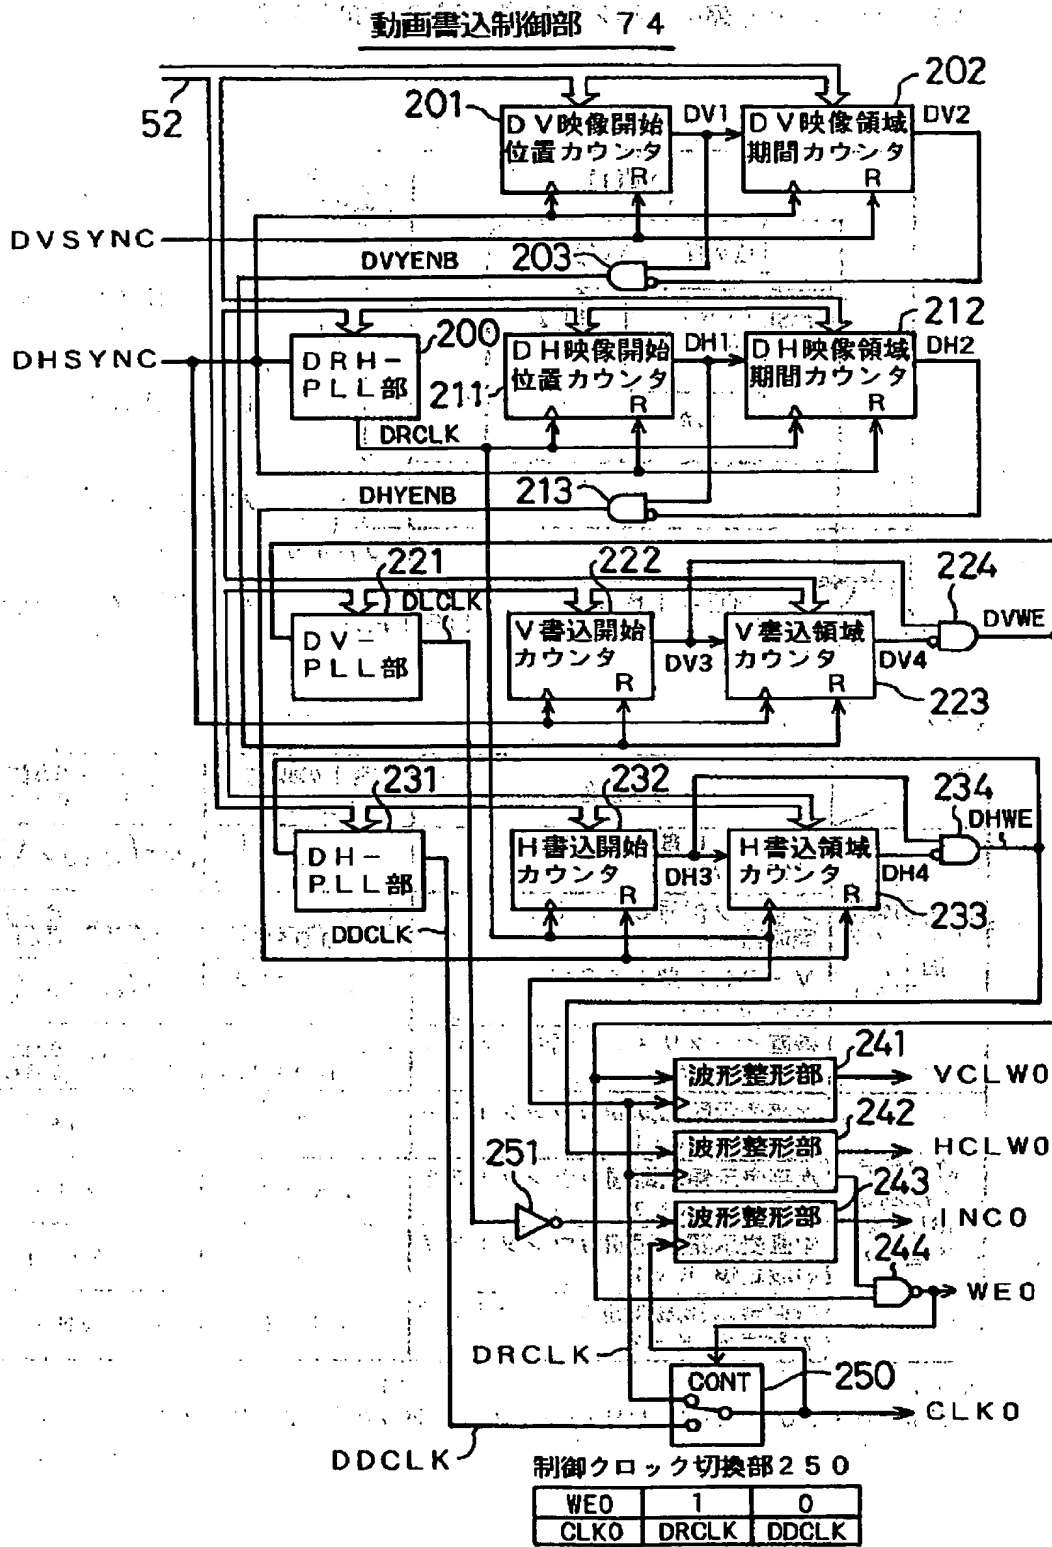 動画書込制御部 74
52
201
DV映像開始
位置カウンタ
R
DV1
202
DV映像領域
期間カウンタ
R
DV2
DVSYNC
DVYENB
203
DHSYNC
200
DRH-
PLL部
DRCLK
211
DH映像開始
位置カウンタ
R
DH1
212
DH映像領域
期間カウンタ
R
DH2
DHYENB
213
221
DV-
PLL部
DLCLK
222
V書込開始
カウンタ
R
DV3
V書込領域
カウンタ
R
223
DV4
224
DVWE
231
DH-
PLL部
DDCLK
232
H書込開始
カウンタ
R
DH3
H書込領域
カウンタ
R
233
DH4
234
DHWE
波形整形部
241
VCLW0
波形整形部
242
HCLW0
251
波形整形部
243
INC0
244
WE0
DRCLK
CONT
250
CLK0
DDCLK
制御クロック切換部250
WE0 1 0
CLK0 DRCLK DDCLK